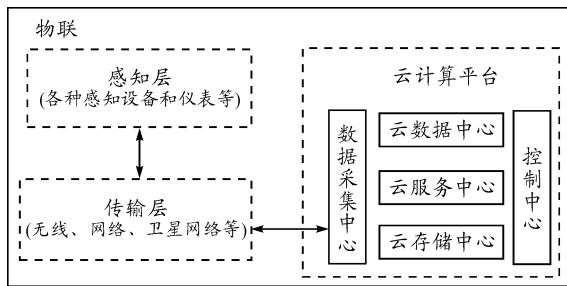 物联
感知层
(各种感知设备和仪表等)
传输层
(无线、网络、卫星网络等)
云计算平台
数据采集中心
云数据中心
云服务中心
云存储中心
控制中心